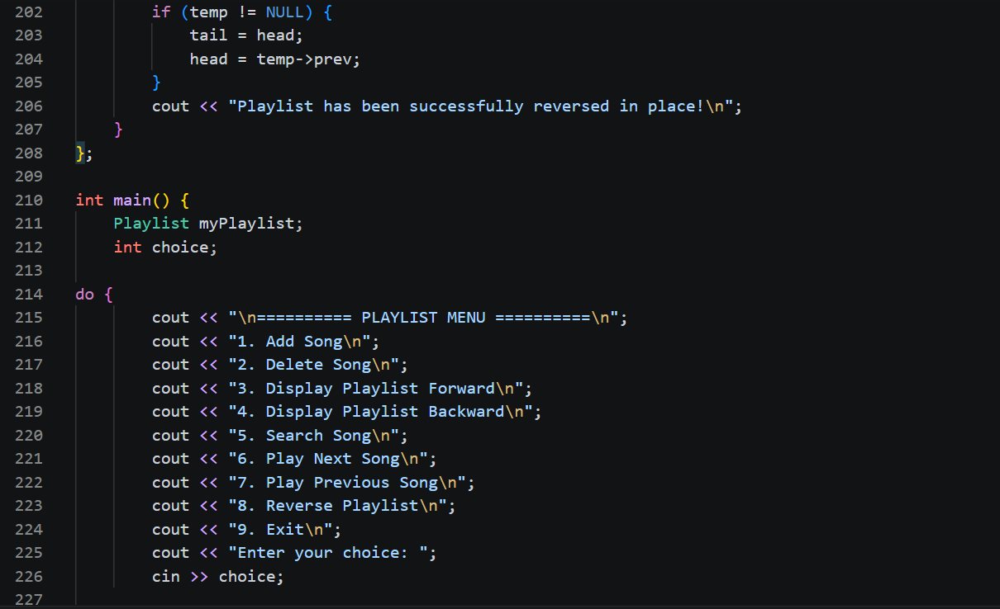 202         if (temp != NULL) {
203             tail = head;
204             head = temp->prev;
205         }
206         cout << "Playlist has been successfully reversed in place!\n";
207     }
208 };
209
210 int main() {
211     Playlist myPlaylist;
212     int choice;
213
214 do {
215         cout << "\n========== PLAYLIST MENU ==========\n";
216         cout << "1. Add Song\n";
217         cout << "2. Delete Song\n";
218         cout << "3. Display Playlist Forward\n";
219         cout << "4. Display Playlist Backward\n";
220         cout << "5. Search Song\n";
221         cout << "6. Play Next Song\n";
222         cout << "7. Play Previous Song\n";
223         cout << "8. Reverse Playlist\n";
224         cout << "9. Exit\n";
225         cout << "Enter your choice: ";
226         cin >> choice;
227